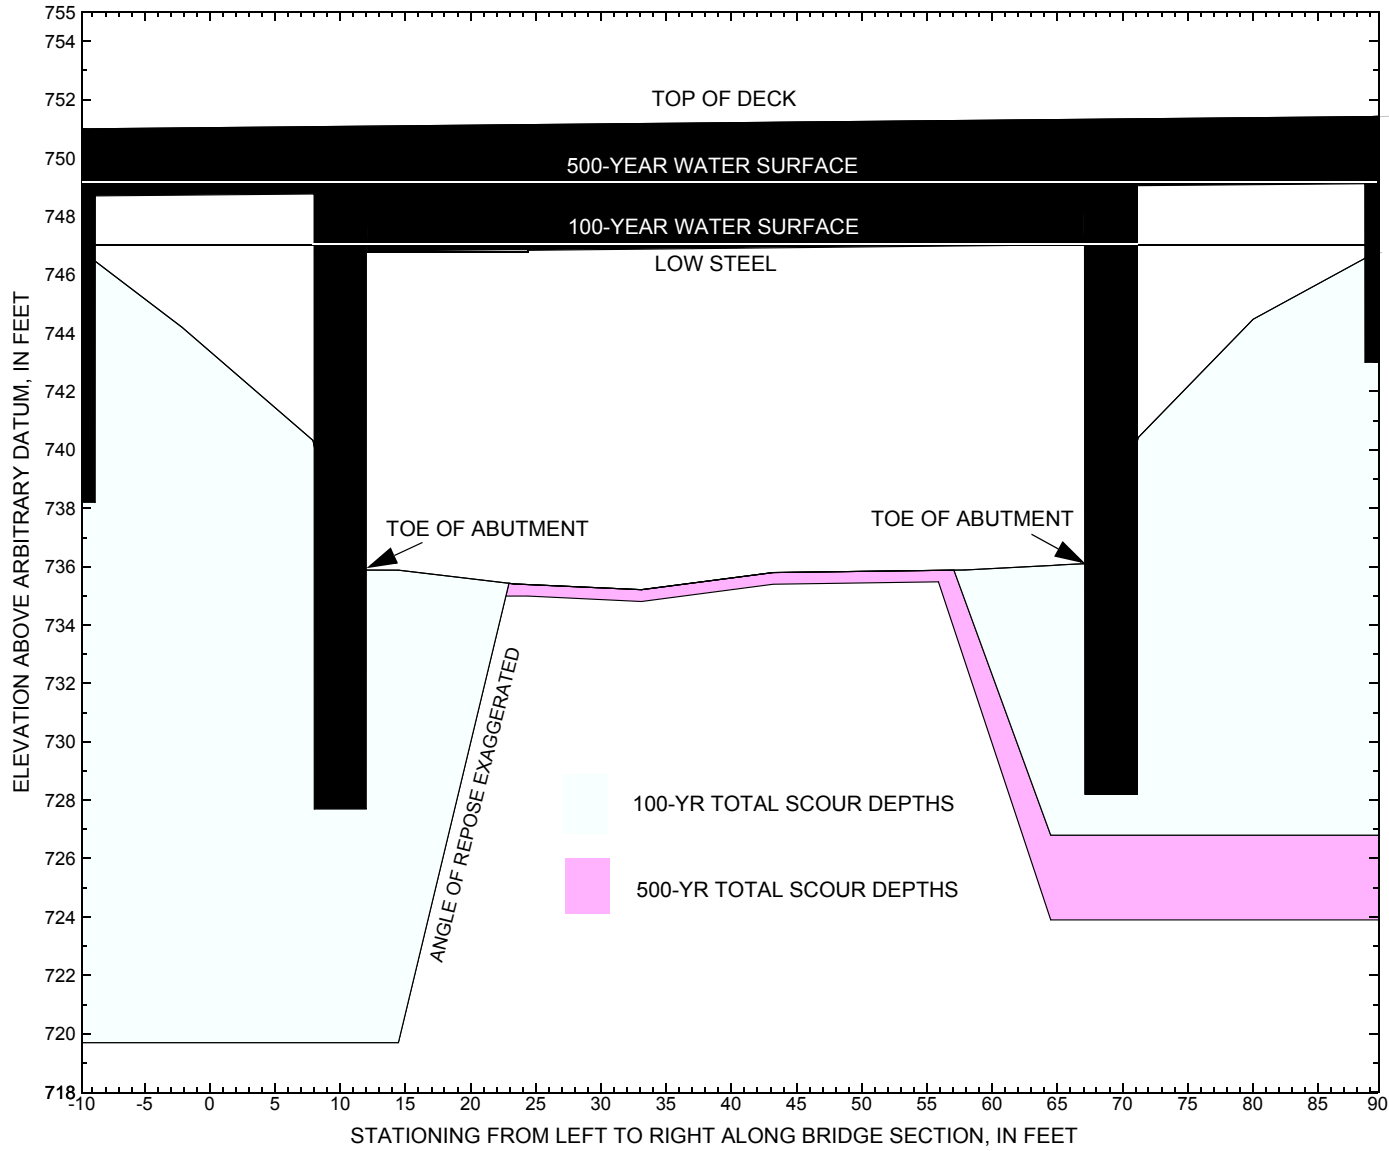 755
754
752
750
748
746
744
742
740
738
736
734
732
730
728
726
724
722
720
718
ELEVATION ABOVE ARBITRARY DATUM, IN FEET
TOP OF DECK
500-YEAR WATER SURFACE
100-YEAR WATER SURFACE
LOW STEEL
TOE OF ABUTMENT
TOE OF ABUTMENT
ANGLE OF REPOSE EXAGGERATED
100-YR TOTAL SCOUR DEPTHS
500-YR TOTAL SCOUR DEPTHS
-10 -5 0 5 10 15 20 25 30 35 40 45 50 55 60 65 70 75 80 85 90
STATIONING FROM LEFT TO RIGHT ALONG BRIDGE SECTION, IN FEET